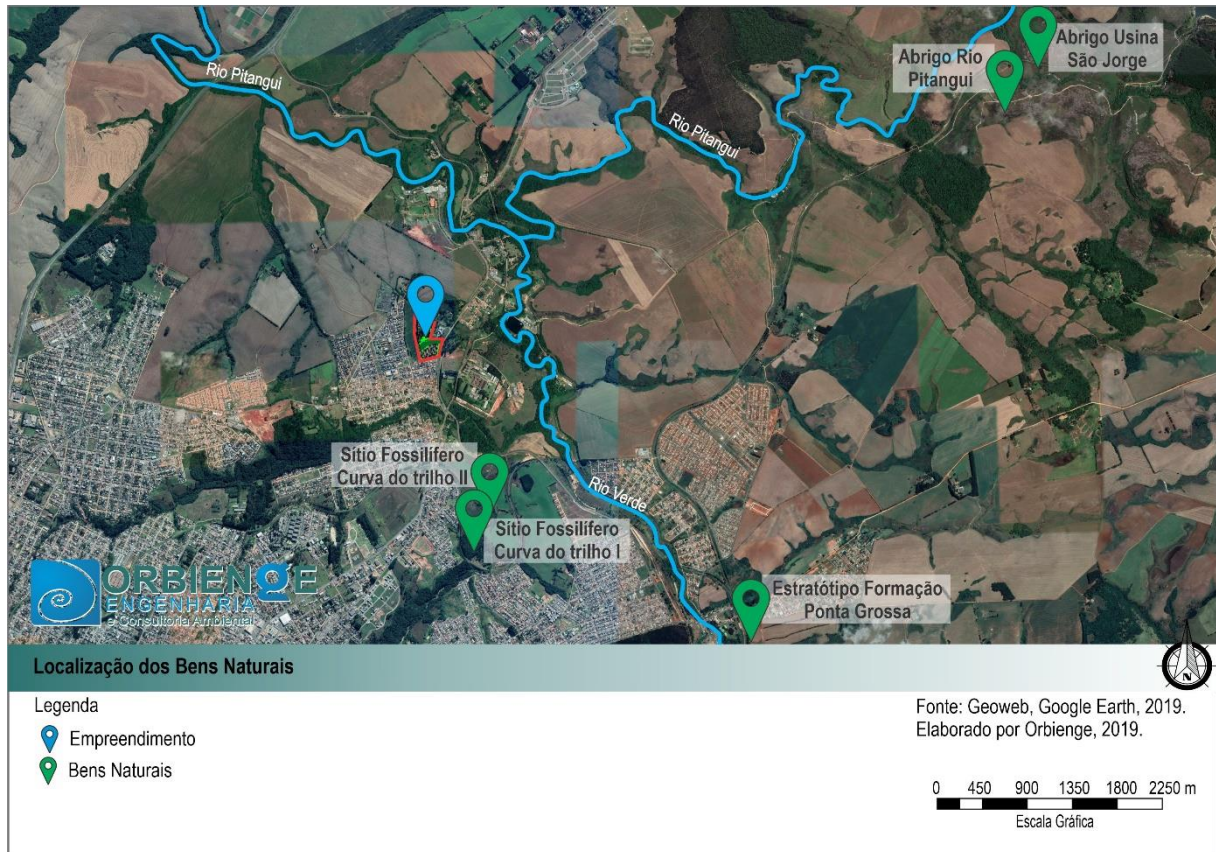 Rio Pitangui
Abrigo Usina
São Jorge
Abrigo Rio
Pitangui
Rio Pitangui
Sítio Fossilífero
Curva do trilho II
Sítio Fossilífero
Curva do trilho I
Rio Verde
Estratótipo Formação
Ponta Grossa
ORBIENGE
ENGENHARIA
e Consultoria Ambiental
Localização dos Bens Naturais
N
Legenda
Empreendimento
Bens Naturais
Fonte: Geoweb, Google Earth, 2019.
Elaborado por Orbienge, 2019.
0 450 900 1350 1800 2250 m
Escala Gráfica